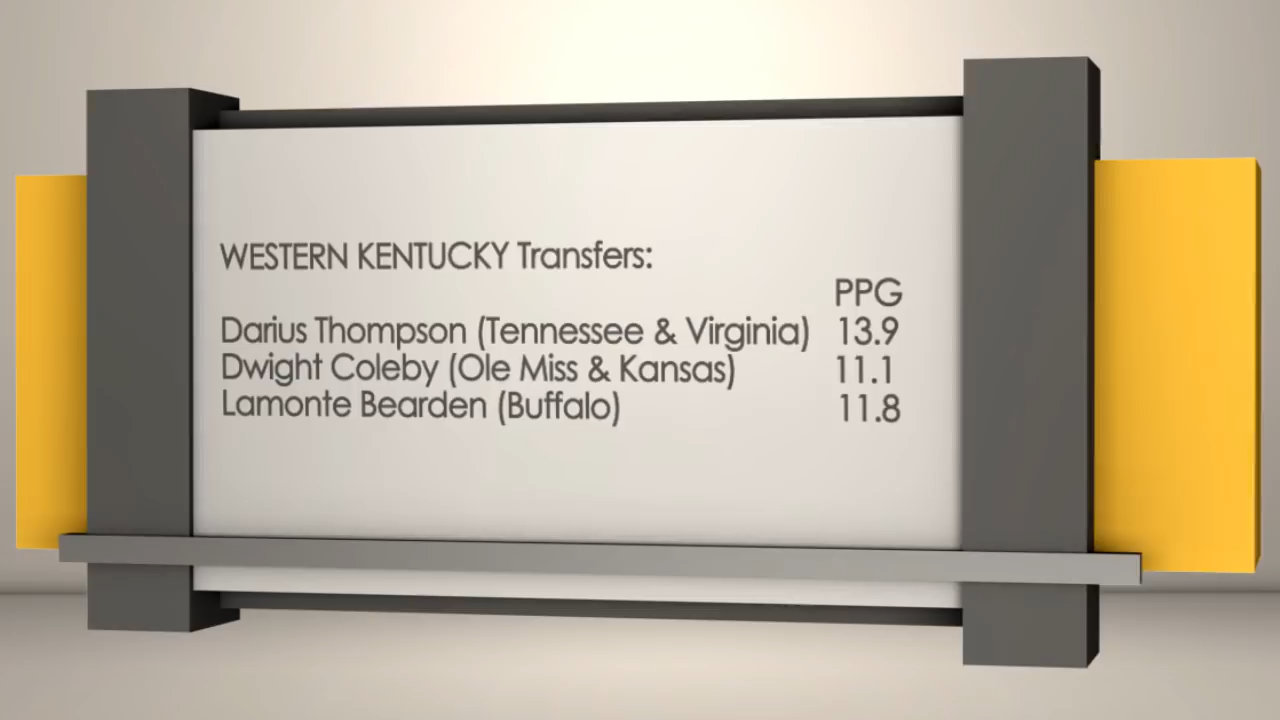 WESTERN KENTUCKY Transfers:
PPG
Darius Thompson (Tennessee & Virginia) 13.9
Dwight Coleby (Ole Miss & Kansas) 11.1
Lamonte Bearden (Buffalo) 11.8